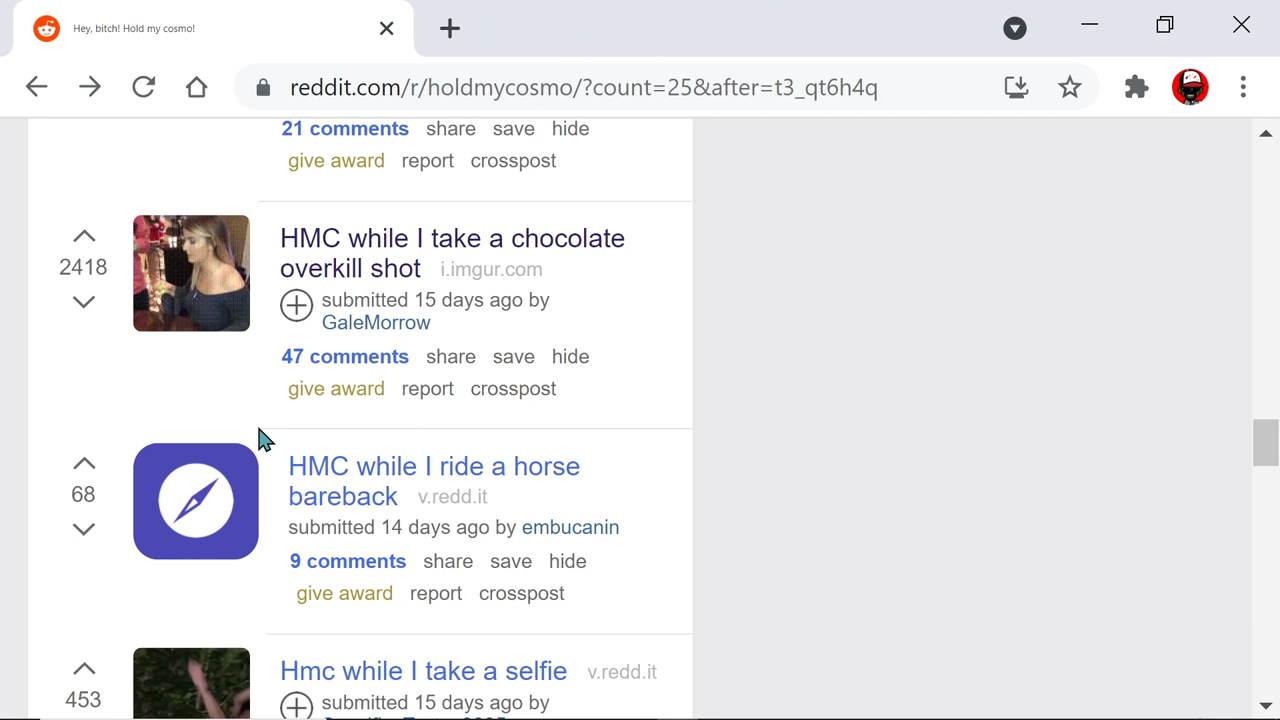 Hey, bitch! Hold my cosmo!
reddit.com/r/holdmycosmo/?count=25&after=t3_qt6h4q
21 comments share save hide
give award report crosspost
2418
HMC while I take a chocolate
overkill shot i.imgur.com
submitted 15 days ago by
GaleMorrow
47 comments share save hide
give award report crosspost
68
HMC while I ride a horse
bareback v.redd.it
submitted 14 days ago by embucanin
9 comments share save hide
give award report crosspost
453
Hmc while I take a selfie v.redd.it
submitted 15 days ago by